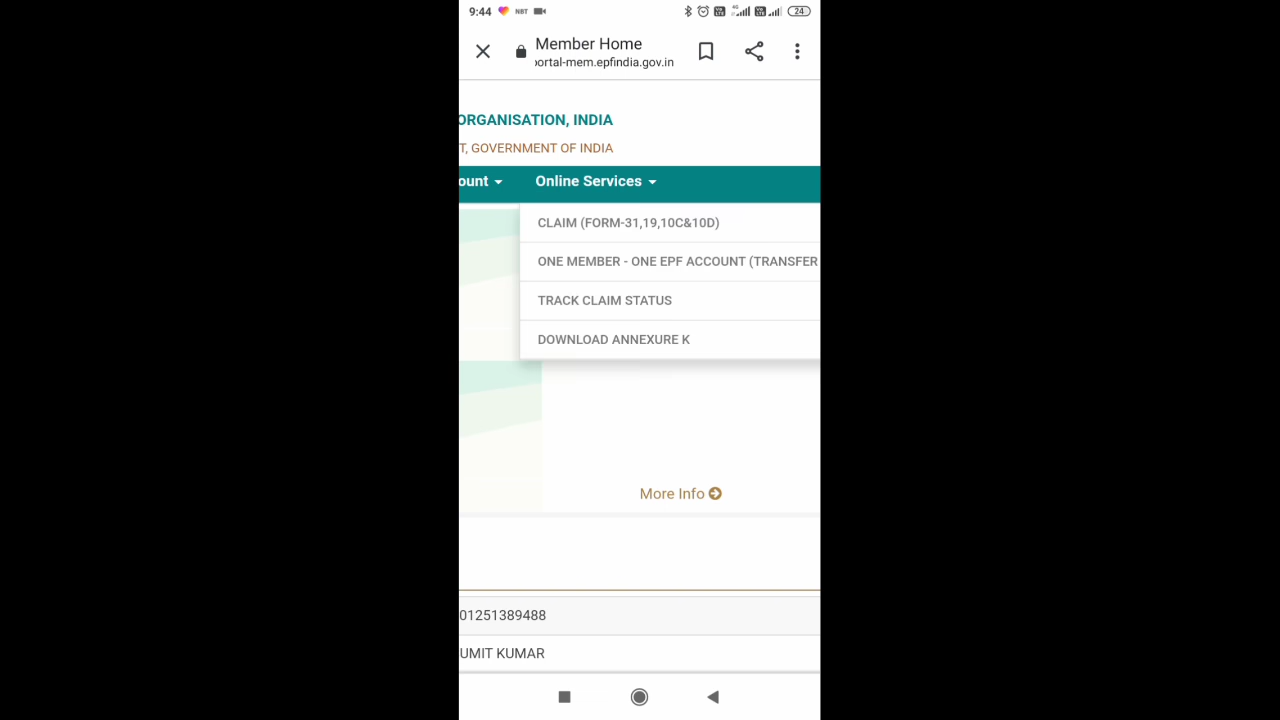 9:44 NBT 24
Member Home
portal-mem.epfindia.gov.in
ORGANISATION, INDIA
T, GOVERNMENT OF INDIA
ount Online Services
CLAIM (FORM-31,19,10C&10D)
ONE MEMBER - ONE EPF ACCOUNT (TRANSFER
TRACK CLAIM STATUS
DOWNLOAD ANNEXURE K
More Info
01251389488
UMIT KUMAR